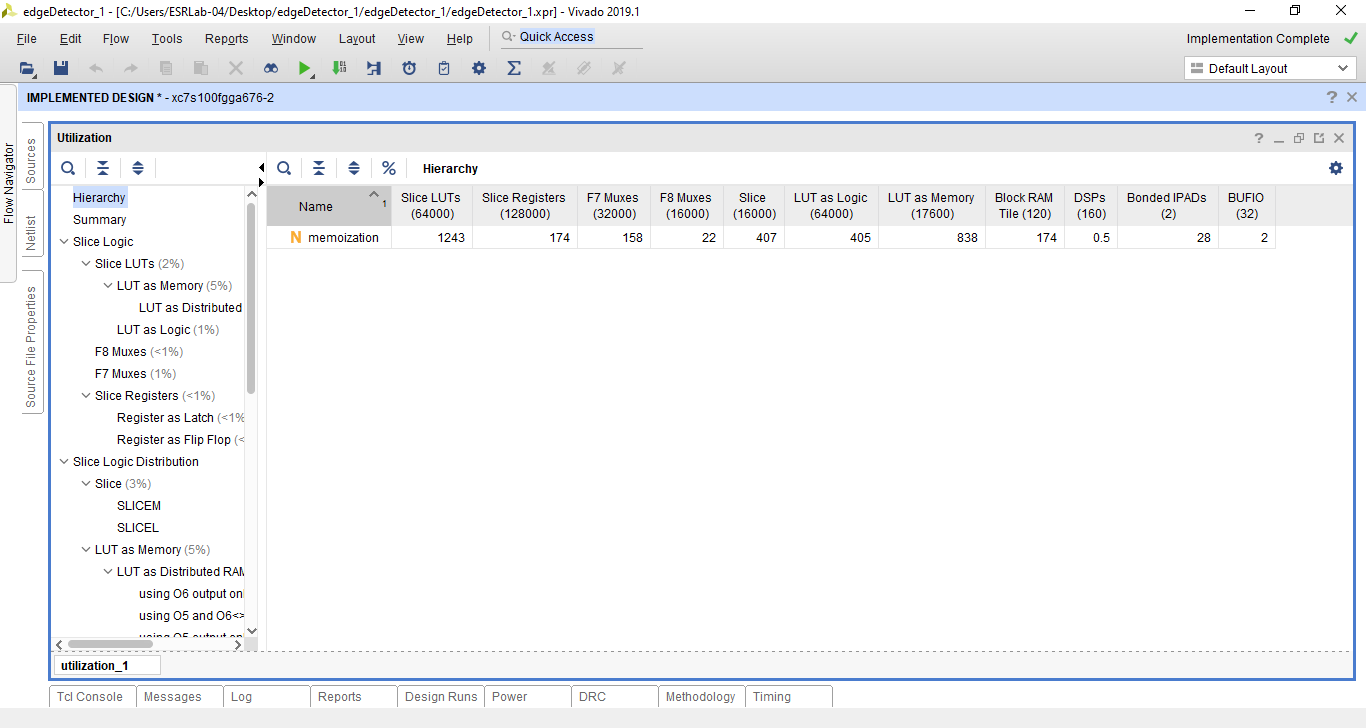 edgeDetector_1 - [C:/Users/ESRLab-04/Desktop/edgeDetector_1/edgeDetector_1/edgeDetector_1.xpr] - Vivado 2019.1
File Edit Flow Tools Reports Window Layout View Help Quick Access Implementation Complete
Default Layout
IMPLEMENTED DESIGN * - xc7s100fgga676-2
Flow Navigator
Sources
Netlist
Source File Properties
Utilization
Hierarchy
Summary
Slice Logic
Slice LUTs (2%)
LUT as Memory (5%)
LUT as Distributed
LUT as Logic (1%)
F8 Muxes (<1%)
F7 Muxes (1%)
Slice Registers (<1%)
Register as Latch (<1%
Register as Flip Flop (<
Slice Logic Distribution
Slice (3%)
SLICEM
SLICEL
LUT as Memory (5%)
LUT as Distributed RAM
using O6 output on
using O5 and O6<>
using O5 output on
Hierarchy
Name 1 Slice LUTs (64000) Slice Registers (128000) F7 Muxes (32000) F8 Muxes (16000) Slice (16000) LUT as Logic (64000) LUT as Memory (17600) Block RAM Tile (120) DSPs (160) Bonded IPADs (2) BUFIO (32)
N memoization 1243 174 158 22 407 405 838 174 0.5 28 2
utilization_1
Tcl Console Messages Log Reports Design Runs Power DRC Methodology Timing